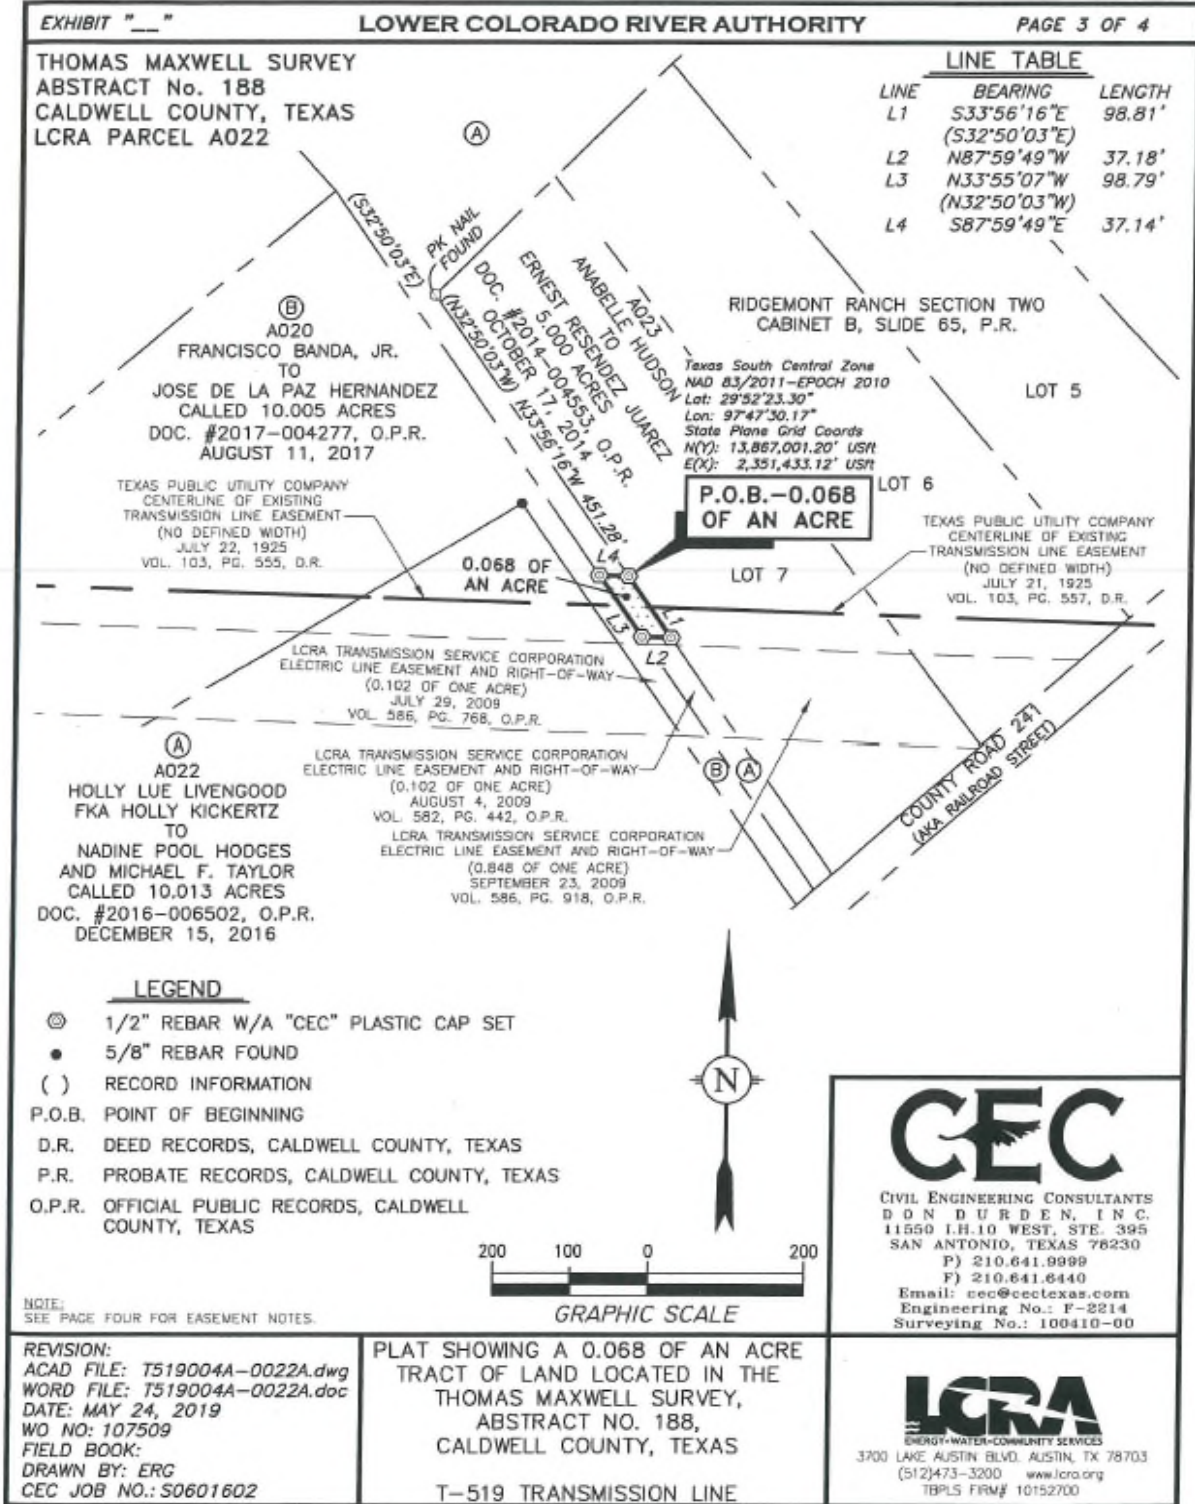 EXHIBIT "__"
LOWER COLORADO RIVER AUTHORITY
PAGE 3 OF 4
THOMAS MAXWELL SURVEY
ABSTRACT No. 188
CALDWELL COUNTY, TEXAS
LCRA PARCEL A022
LINE TABLE
LINE BEARING LENGTH
L1 S33°56'16"E 98.81'
(S32°50'03"E)
L2 N87°59'49"W 37.18'
L3 N33°55'07"W 98.79'
(N32°50'03"W)
L4 S87°59'49"E 37.14'
A
(S32°50'03"E)
PK NAIL
FOUND
(N32°50'03"W) N33°56'16"W 451.28'
A023
ANABELLE HUDSON
TO
ERNEST RESENDEZ JUAREZ
5.000 ACRES
DOC. #2014-004553, O.P.R.
OCTOBER 17, 2014
RIDGEMONT RANCH SECTION TWO
CABINET B, SLIDE 65, P.R.
Texas South Central Zone
NAD 83/2011-EPOCH 2010
Lat: 29°52'23.30"
Lon: 97°47'30.17"
State Plane Grid Coords
N(Y): 13,867,001.20' USft
E(X): 2,351,433.12' USft
LOT 5
LOT 6
LOT 7
P.O.B.-0.068
OF AN ACRE
B
A020
FRANCISCO BANDA, JR.
TO
JOSE DE LA PAZ HERNANDEZ
CALLED 10.005 ACRES
DOC. #2017-004277, O.P.R.
AUGUST 11, 2017
TEXAS PUBLIC UTILITY COMPANY
CENTERLINE OF EXISTING
TRANSMISSION LINE EASEMENT
(NO DEFINED WIDTH)
JULY 22, 1925
VOL. 103, PG. 555, D.R.
0.068 OF
AN ACRE
L4
L1
L3
L2
TEXAS PUBLIC UTILITY COMPANY
CENTERLINE OF EXISTING
TRANSMISSION LINE EASEMENT
(NO DEFINED WIDTH)
JULY 21, 1925
VOL. 103, PG. 557, D.R.
LCRA TRANSMISSION SERVICE CORPORATION
ELECTRIC LINE EASEMENT AND RIGHT-OF-WAY
(0.102 OF ONE ACRE)
JULY 29, 2009
VOL. 586, PG. 768, O.P.R.
LCRA TRANSMISSION SERVICE CORPORATION
ELECTRIC LINE EASEMENT AND RIGHT-OF-WAY
(0.102 OF ONE ACRE)
AUGUST 4, 2009
VOL. 582, PG. 442, O.P.R.
LCRA TRANSMISSION SERVICE CORPORATION
ELECTRIC LINE EASEMENT AND RIGHT-OF-WAY
(0.848 OF ONE ACRE)
SEPTEMBER 23, 2009
VOL. 586, PG. 918, O.P.R.
B A
COUNTY ROAD 241
(AKA RAILROAD STREET)
A
A022
HOLLY LUE LIVENGOOD
FKA HOLLY KICKERTZ
TO
NADINE POOL HODGES
AND MICHAEL F. TAYLOR
CALLED 10.013 ACRES
DOC. #2016-006502, O.P.R.
DECEMBER 15, 2016
LEGEND
1/2" REBAR W/A "CEC" PLASTIC CAP SET
5/8" REBAR FOUND
( ) RECORD INFORMATION
P.O.B. POINT OF BEGINNING
D.R. DEED RECORDS, CALDWELL COUNTY, TEXAS
P.R. PROBATE RECORDS, CALDWELL COUNTY, TEXAS
O.P.R. OFFICIAL PUBLIC RECORDS, CALDWELL
COUNTY, TEXAS
N
200 100 0 200
GRAPHIC SCALE
NOTE:
SEE PAGE FOUR FOR EASEMENT NOTES.
CEC
CIVIL ENGINEERING CONSULTANTS
DON DURDEN, INC.
11550 I.H.10 WEST, STE. 395
SAN ANTONIO, TEXAS 78230
P) 210.641.9999
F) 210.641.6440
Email: cec@cectexas.com
Engineering No.: F-2214
Surveying No.: 100410-00
REVISION:
ACAD FILE: T519004A-0022A.dwg
WORD FILE: T519004A-0022A.doc
DATE: MAY 24, 2019
WO NO: 107509
FIELD BOOK:
DRAWN BY: ERG
CEC JOB NO.: S0601602
PLAT SHOWING A 0.068 OF AN ACRE
TRACT OF LAND LOCATED IN THE
THOMAS MAXWELL SURVEY,
ABSTRACT NO. 188,
CALDWELL COUNTY, TEXAS
T-519 TRANSMISSION LINE
LCRA
ENERGY•WATER•COMMUNITY SERVICES
3700 LAKE AUSTIN BLVD. AUSTIN, TX 78703
(512)473-3200 www.lcra.org
TBPLS FIRM# 10152700